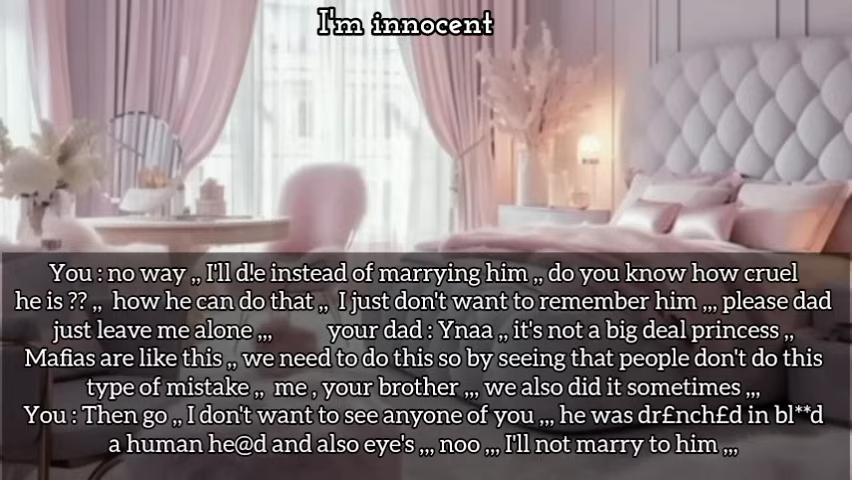 I'm innocent
You : no way ,, I'll d!e instead of marrying him ,, do you know how cruel
he is ?? ,, how he can do that ,, I just don't want to remember him ,,, please dad
just leave me alone ,,, your dad : Ynaa ,, it's not a big deal princess ,,
Mafias are like this ,, we need to do this so by seeing that people don't do this
type of mistake ,, me , your brother ,,, we also did it sometimes ,,,
You : Then go ,, I don't want to see anyone of you ,,, he was dr£nch£d in bl**d
a human he@d and also eye's ,,, noo ,,, I'll not marry to him ,,,